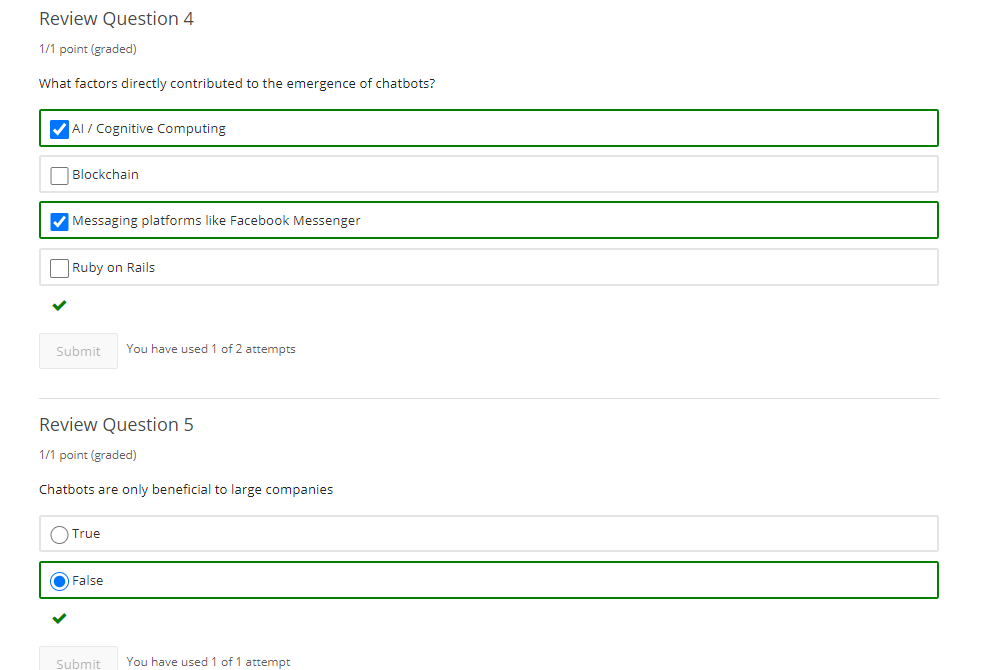 Review Question 4
1/1 point (graded)
What factors directly contributed to the emergence of chatbots?
AI / Cognitive Computing
Blockchain
Messaging platforms like Facebook Messenger
Ruby on Rails
Submit
You have used 1 of 2 attempts
Review Question 5
1/1 point (graded)
Chatbots are only beneficial to large companies
True
False
Submit
You have used 1 of 1 attempt